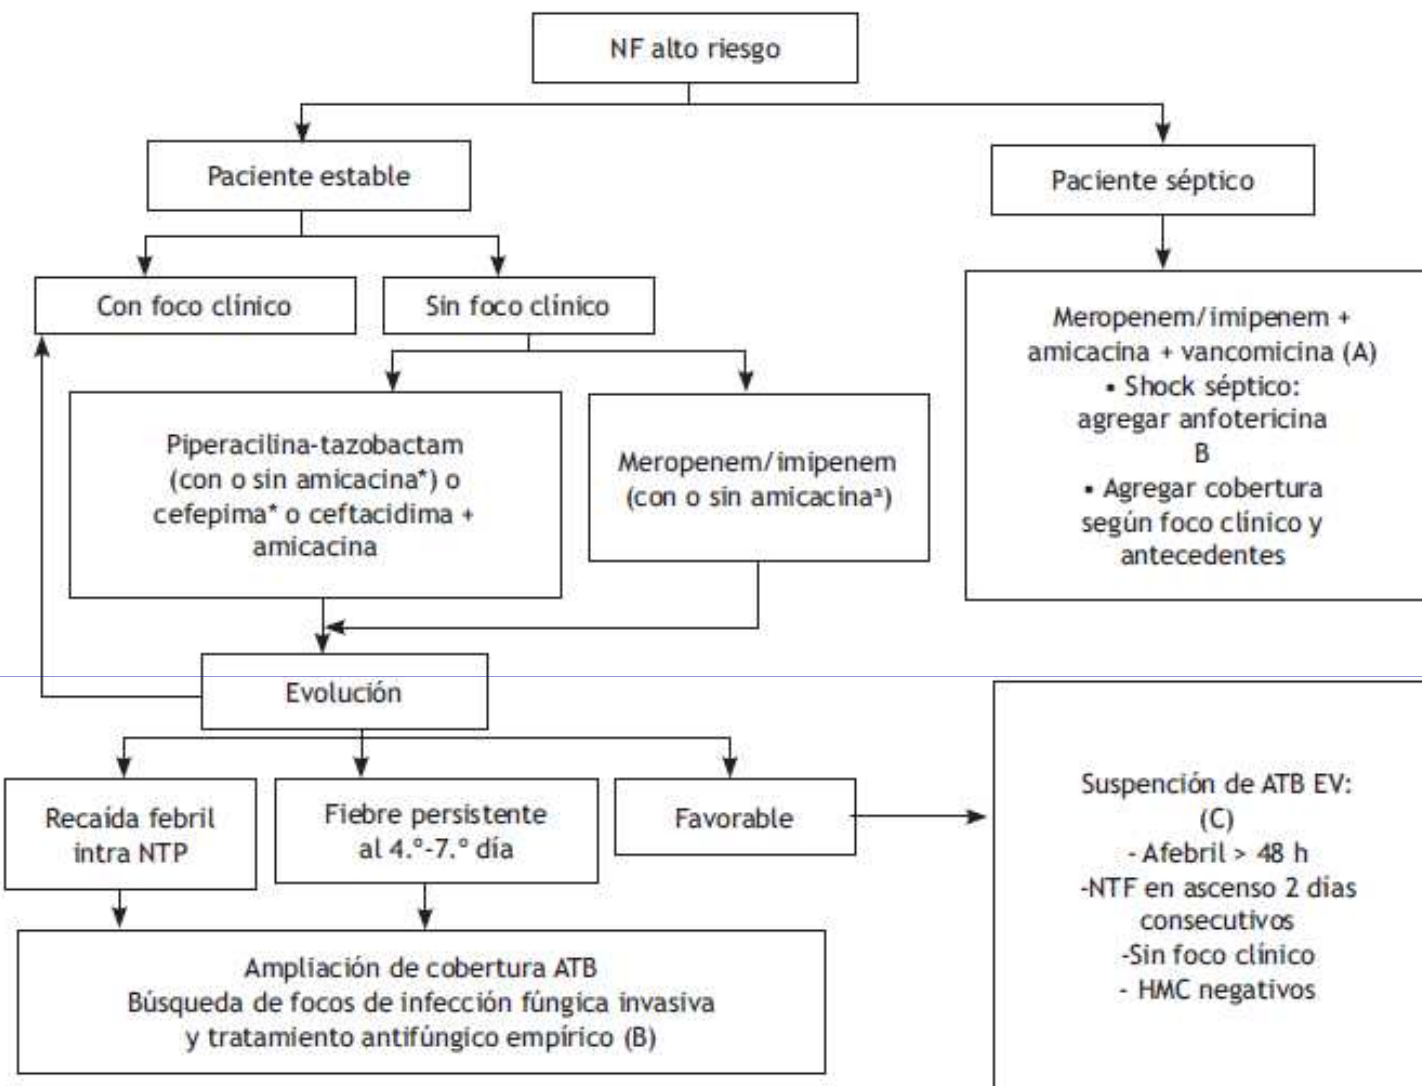 NF alto riesgo
Paciente estable
Paciente séptico
Con foco clínico
Sin foco clínico
Meropenem/imipenem +
amicacina + vancomicina (A)
▪ Shock séptico:
agregar anfotericina
B
▪ Agregar cobertura
según foco clínico y
antecedentes
Piperacilina-tazobactam
(con o sin amicacina*) o
cefepima* o ceftacidima +
amicacina
Meropenem/imipenem
(con o sin amicacinaª)
Evolución
Recaída febril
intra NTP
Fiebre persistente
al 4.°-7.° día
Favorable
Suspención de ATB EV:
(C)
- Afebril > 48 h
-NTF en ascenso 2 días
consecutivos
-Sin foco clínico
- HMC negativos
Ampliación de cobertura ATB
Búsqueda de focos de infección fúngica invasiva
y tratamiento antifúngico empírico (B)